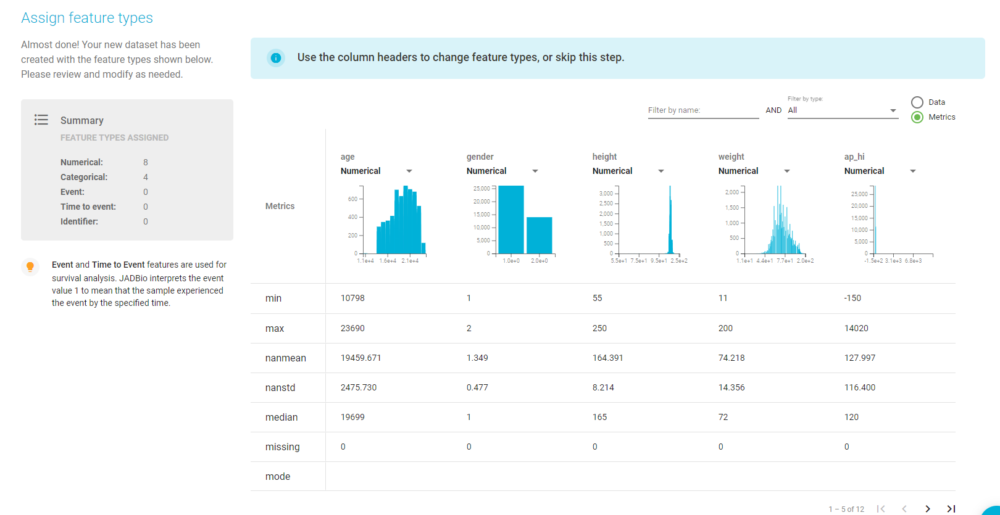 Assign feature types
Almost done! Your new dataset has been
created with the feature types shown below.
Please review and modify as needed.
Use the column headers to change feature types, or skip this step.
Summary
FEATURE TYPES ASSIGNED
Numerical: 8
Categorical: 4
Event: 0
Time to event: 0
Identifier: 0
Event and Time to Event features are used for
survival analysis. JADBio interprets the event
value 1 to mean that the sample experienced
the event by the specified time.
Filter by name:
AND
Filter by type:
All
Data
Metrics
age gender height weight ap_hi
Numerical Numerical Numerical Numerical Numerical
Metrics
600
400
200
0
1.1e+4 1.6e+4 2.1e+4
25,000
20,000
15,000
10,000
5,000
0
1.0e+0 2.0e+0
3,000
2,500
2,000
1,500
1,000
500
0
5.5e+1 7.5e+1 9.5e+1 2.5e+2
2,000
1,500
1,000
500
0
1.1e+1 4.4e+1 7.7e+1 2.0e+2
25,000
20,000
15,000
10,000
5,000
0
-1.5e+2 3.1e+3 6.8e+3
min 10798 1 55 11 -150
max 23690 2 250 200 14020
nanmean 19459.671 1.349 164.391 74.218 127.997
nanstd 2475.730 0.477 8.214 14.356 116.400
median 19699 1 165 72 120
missing 0 0 0 0 0
mode
1 – 5 of 12